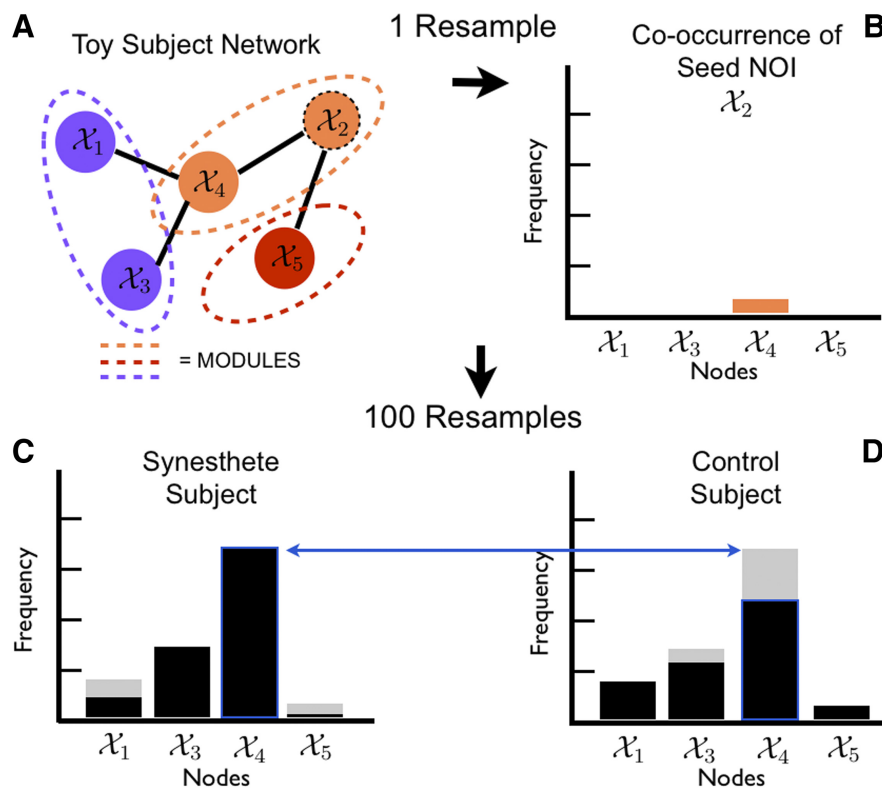 A
Toy Subject Network
𝒳₁
𝒳₂
𝒳₄
𝒳₃
𝒳₅
= MODULES
1 Resample
B
Co-occurrence of
Seed NOI
𝒳₂
Frequency
𝒳₁ 𝒳₃ 𝒳₄ 𝒳₅
Nodes
100 Resamples
C
Synesthete
Subject
Frequency
𝒳₁ 𝒳₃ 𝒳₄ 𝒳₅
Nodes
D
Control
Subject
Frequency
𝒳₁ 𝒳₃ 𝒳₄ 𝒳₅
Nodes